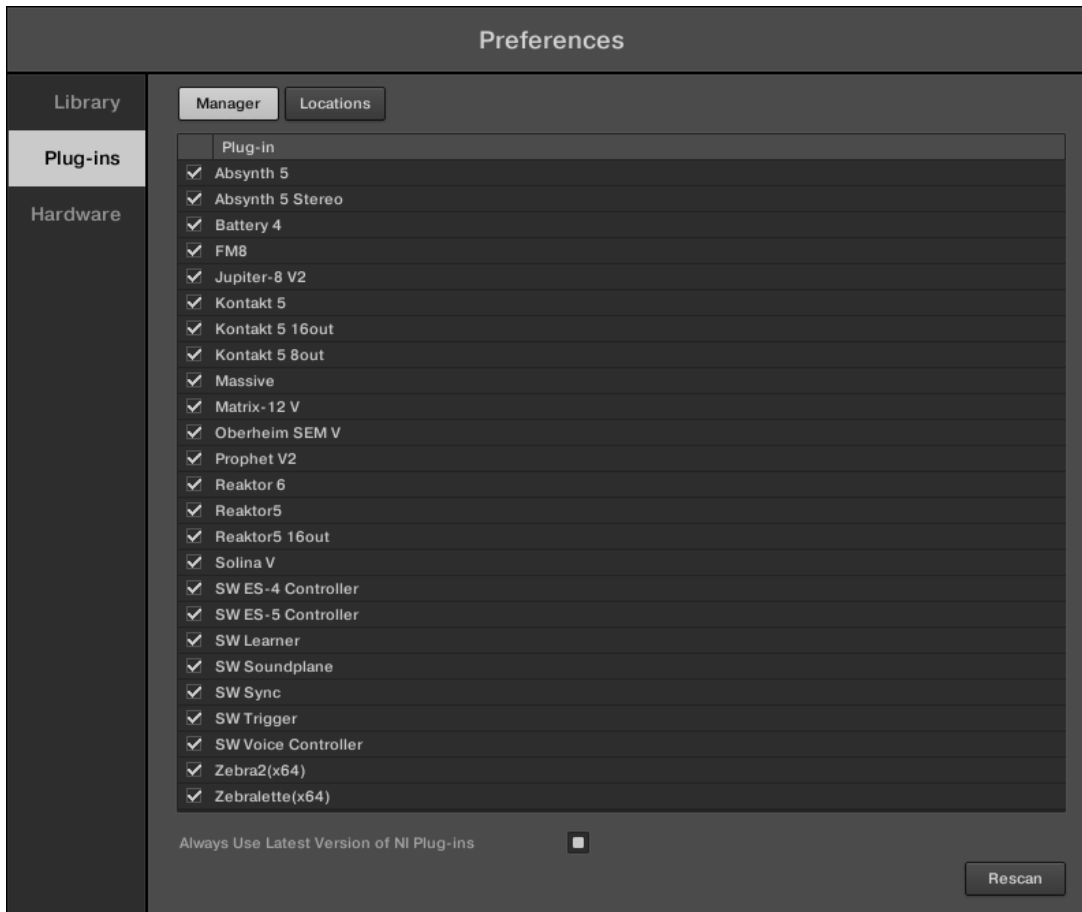 Preferences
Library
Plug-ins
Hardware
Manager
Locations
Plug-in
Absynth 5
Absynth 5 Stereo
Battery 4
FM8
Jupiter-8 V2
Kontakt 5
Kontakt 5 16out
Kontakt 5 8out
Massive
Matrix-12 V
Oberheim SEM V
Prophet V2
Reaktor 6
Reaktor5
Reaktor5 16out
Solina V
SW ES-4 Controller
SW ES-5 Controller
SW Learner
SW Soundplane
SW Sync
SW Trigger
SW Voice Controller
Zebra2(x64)
Zebralette(x64)
Always Use Latest Version of NI Plug-ins
Rescan